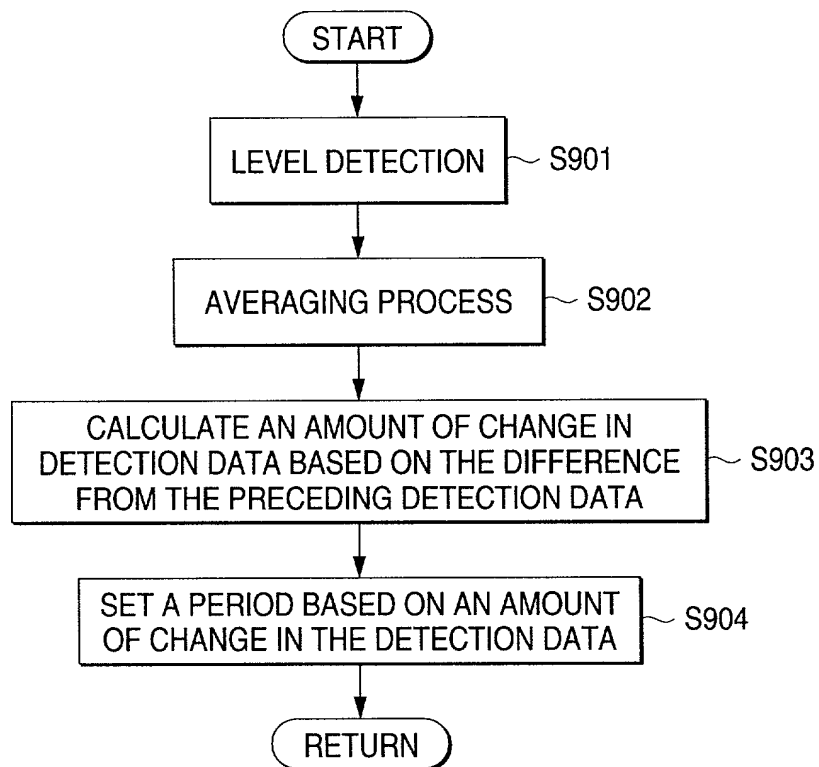 START
LEVEL DETECTION
S901
AVERAGING PROCESS
S902
CALCULATE AN AMOUNT OF CHANGE IN
DETECTION DATA BASED ON THE DIFFERENCE
FROM THE PRECEDING DETECTION DATA
S903
SET A PERIOD BASED ON AN AMOUNT
OF CHANGE IN THE DETECTION DATA
S904
RETURN